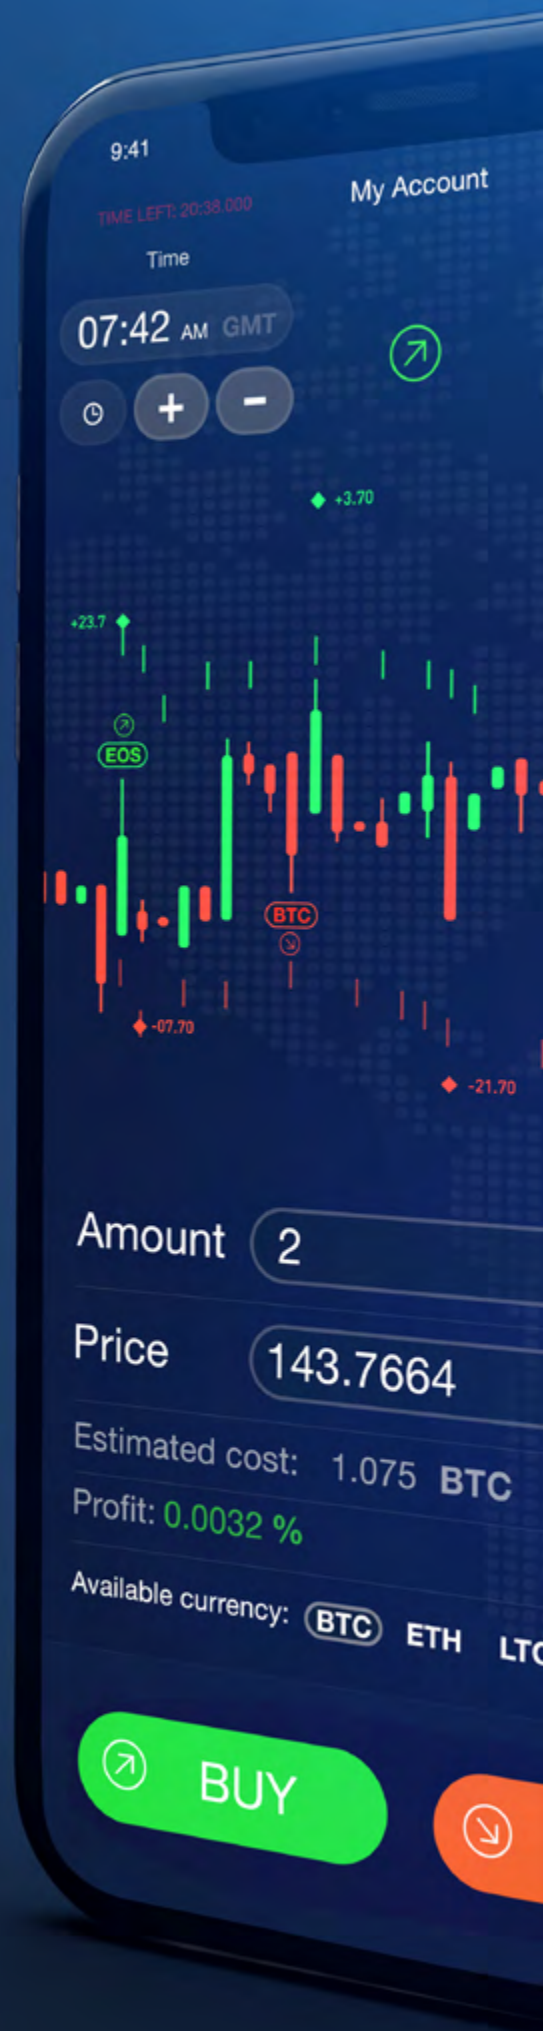 9:41
My Account
TIME LEFT: 20:38.000
Time
07:42 AM GMT
+ −
+3.70
+23.7
EOS
BTC
-07.70
-21.70
Amount 2
Price 143.7664
Estimated cost: 1.075 BTC
Profit: 0.0032 %
Available currency: BTC ETH LTC
BUY